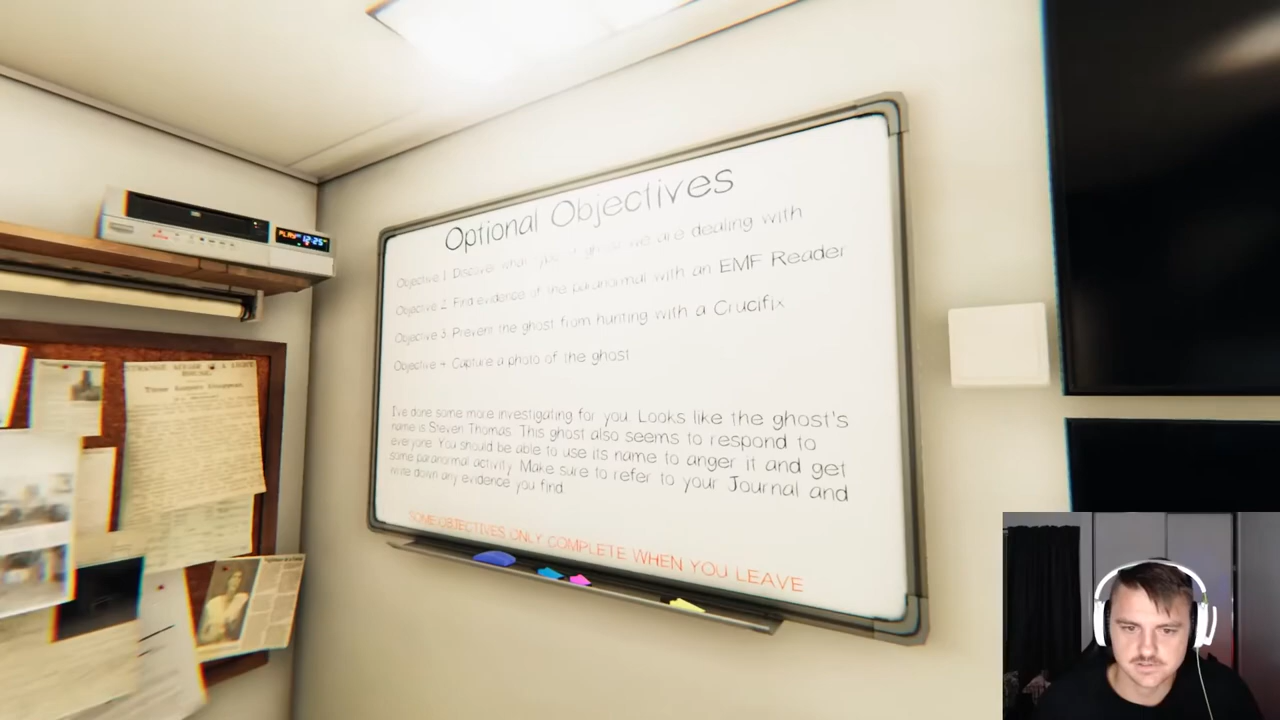 PLAY 12:25
STRANGE
HOUSE
Optional Objectives
Objective 1: Discover what type of ghost we are dealing with
Objective 2: Find evidence of the paranormal with an EMF Reader
Objective 3: Prevent the ghost from hunting with a Crucifix
Objective 4: Capture a photo of the ghost
I've done some more investigating for you. Looks like the ghost's
name is Steven Thomas. This ghost also seems to respond to
everyone. You should be able to use its name to anger it and get
some paranormal activity. Make sure to refer to your Journal and
write down any evidence you find.
SOME OBJECTIVES ONLY COMPLETE WHEN YOU LEAVE